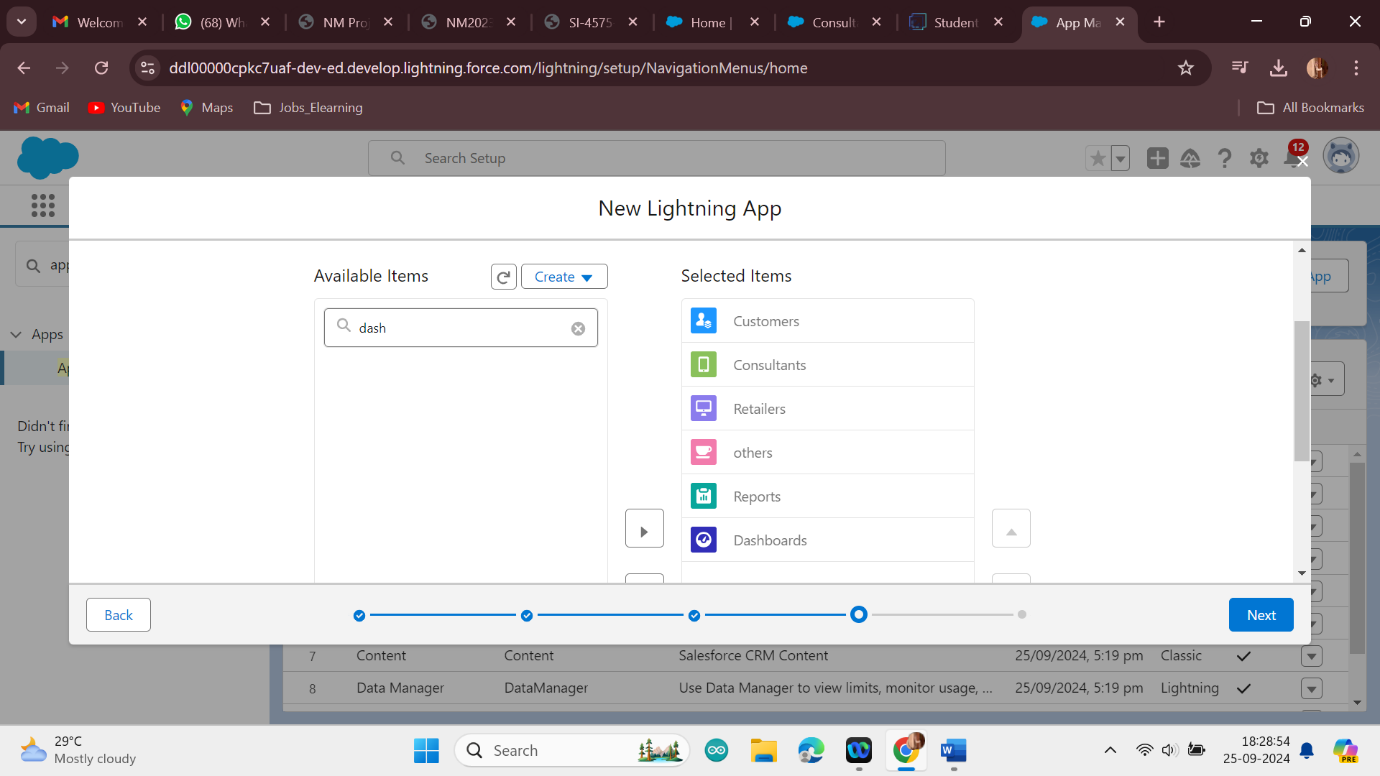 Welcom
(68) Wh
NM Pro
NM202
SI-4575
Home |
Consult
Student
App Ma
ddl00000cpkc7uaf-dev-ed.develop.lightning.force.com/lightning/setup/NavigationMenus/home
Gmail
YouTube
Maps
Jobs_Elearning
All Bookmarks
Search Setup
12
New Lightning App
app
App
Available Items
Create
Selected Items
dash
Customers
Consultants
Retailers
others
Reports
Dashboards
Apps
Ap
Didn't fin
Try using
Back
Next
7 Content Content Salesforce CRM Content 25/09/2024, 5:19 pm Classic
8 Data Manager DataManager Use Data Manager to view limits, monitor usage, ... 25/09/2024, 5:19 pm Lightning
29°C
Mostly cloudy
Search
PRE
18:28:54
25-09-2024